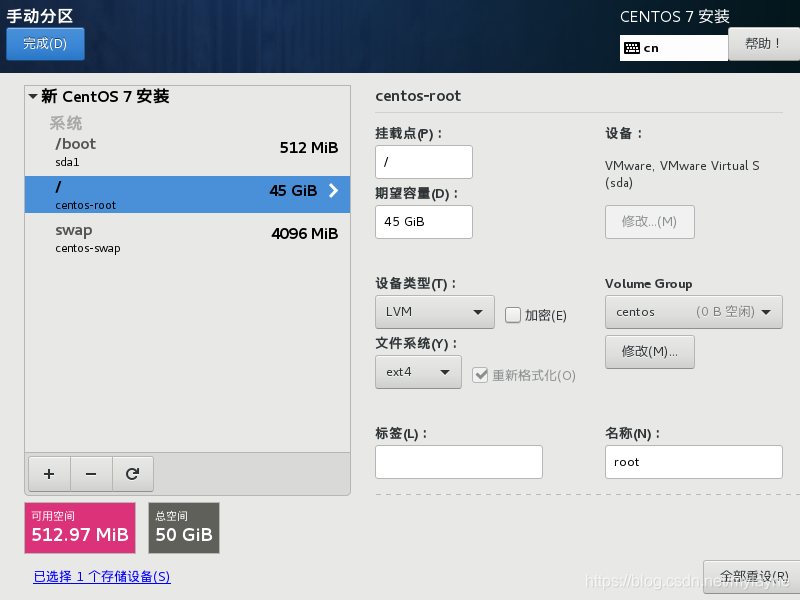 手动分区
CENTOS 7 安装
完成(D)
cn
帮助！
新 CentOS 7 安装
系统
/boot
512 MiB
sda1
/
45 GiB
centos-root
swap
4096 MiB
centos-swap
+ −
可用空间
512.97 MiB
总空间
50 GiB
已选择 1 个存储设备(S)
centos-root
挂载点(P)：
/
期望容量(D)：
45 GiB
设备：
VMware, VMware Virtual S
(sda)
修改...(M)
设备类型(T)：
LVM
加密(E)
文件系统(Y)：
ext4
重新格式化(O)
Volume Group
centos (0 B 空闲)
修改(M)...
标签(L)：
名称(N)：
root
全部重设(R)